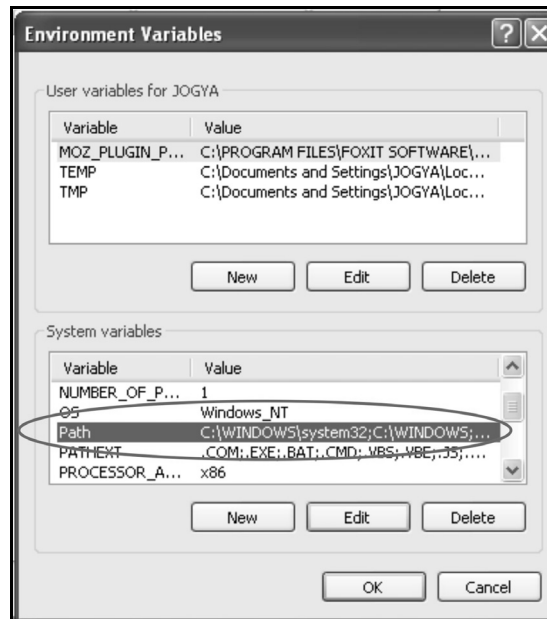 Environment Variables
User variables for JOGYA
Variable Value
MOZ_PLUGIN_P... C:\PROGRAM FILES\FOXIT SOFTWARE\...
TEMP C:\Documents and Settings\JOGYA\Loc...
TMP C:\Documents and Settings\JOGYA\Loc...
New Edit Delete
System variables
Variable Value
NUMBER_OF_P... 1
OS Windows_NT
Path C:\WINDOWS\system32;C:\WINDOWS;...
PATHEXT .COM;.EXE;.BAT;.CMD;.VBS;.VBE;.JS;....
PROCESSOR_A... x86
New Edit Delete
OK Cancel